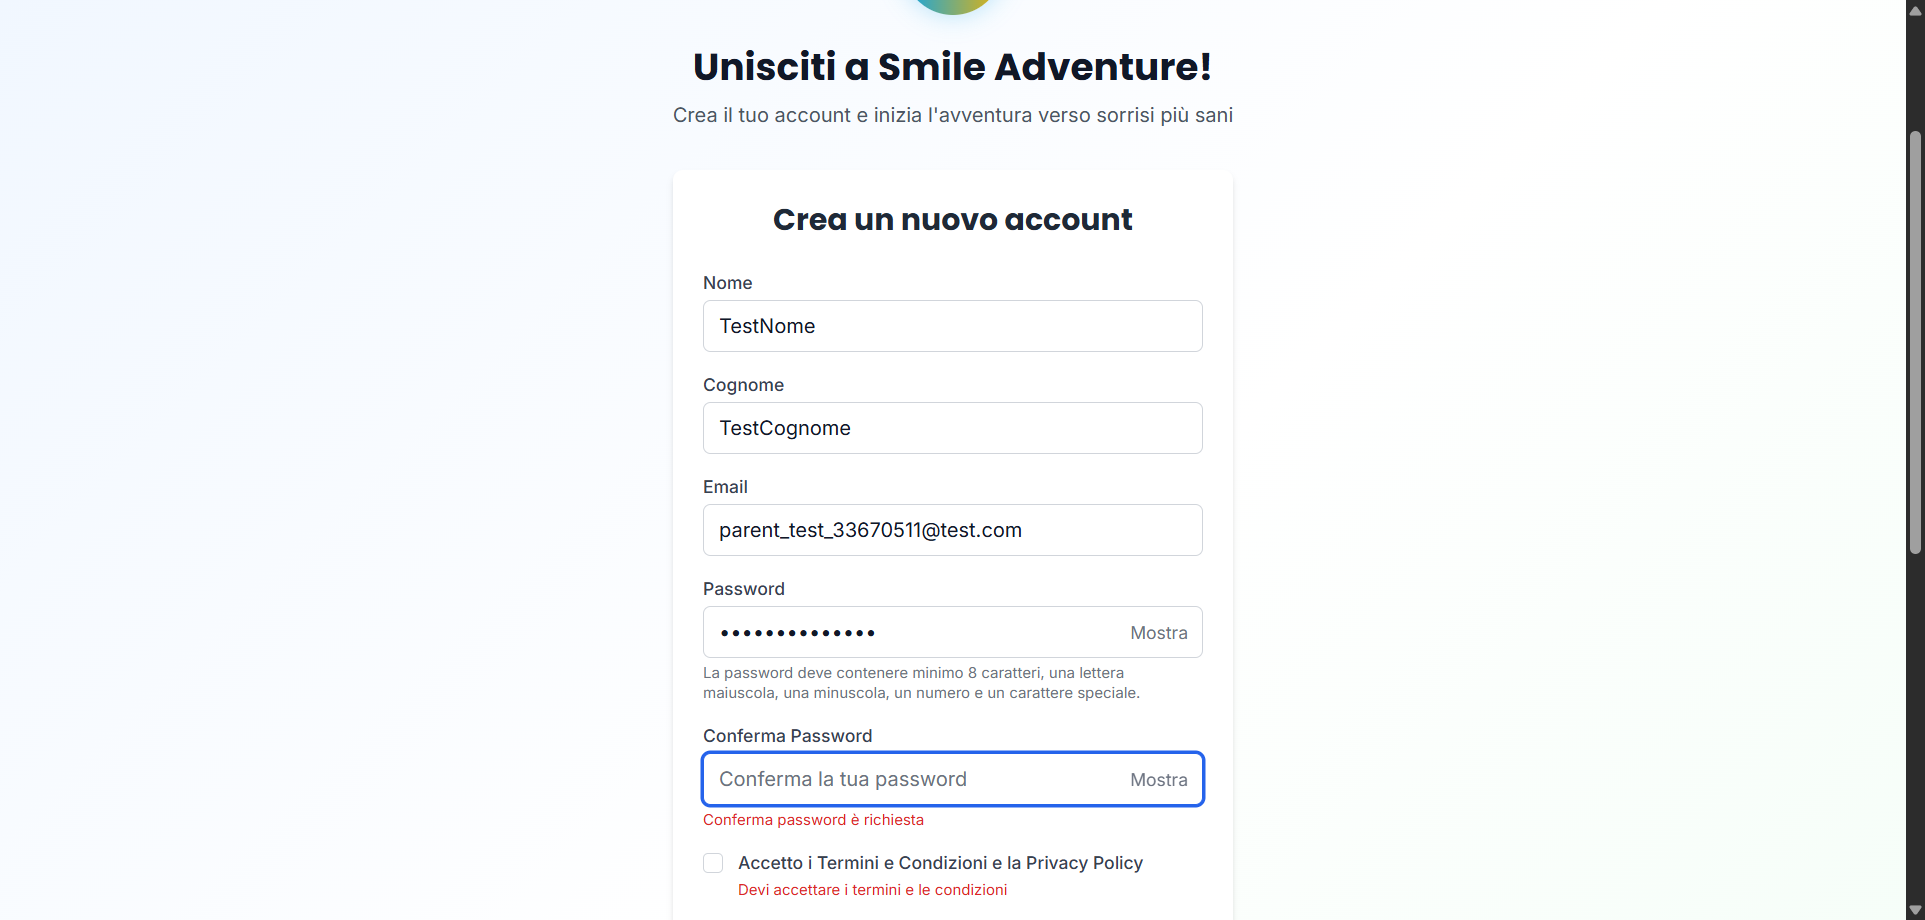 Unisciti a Smile Adventure!
Crea il tuo account e inizia l'avventura verso sorrisi più sani
Crea un nuovo account
Nome
TestNome
Cognome
TestCognome
Email
parent_test_33670511@test.com
Password
•••••••••••••• Mostra
La password deve contenere minimo 8 caratteri, una lettera
maiuscola, una minuscola, un numero e un carattere speciale.
Conferma Password
Conferma la tua password Mostra
Conferma password è richiesta
Accetto i Termini e Condizioni e la Privacy Policy
Devi accettare i termini e le condizioni